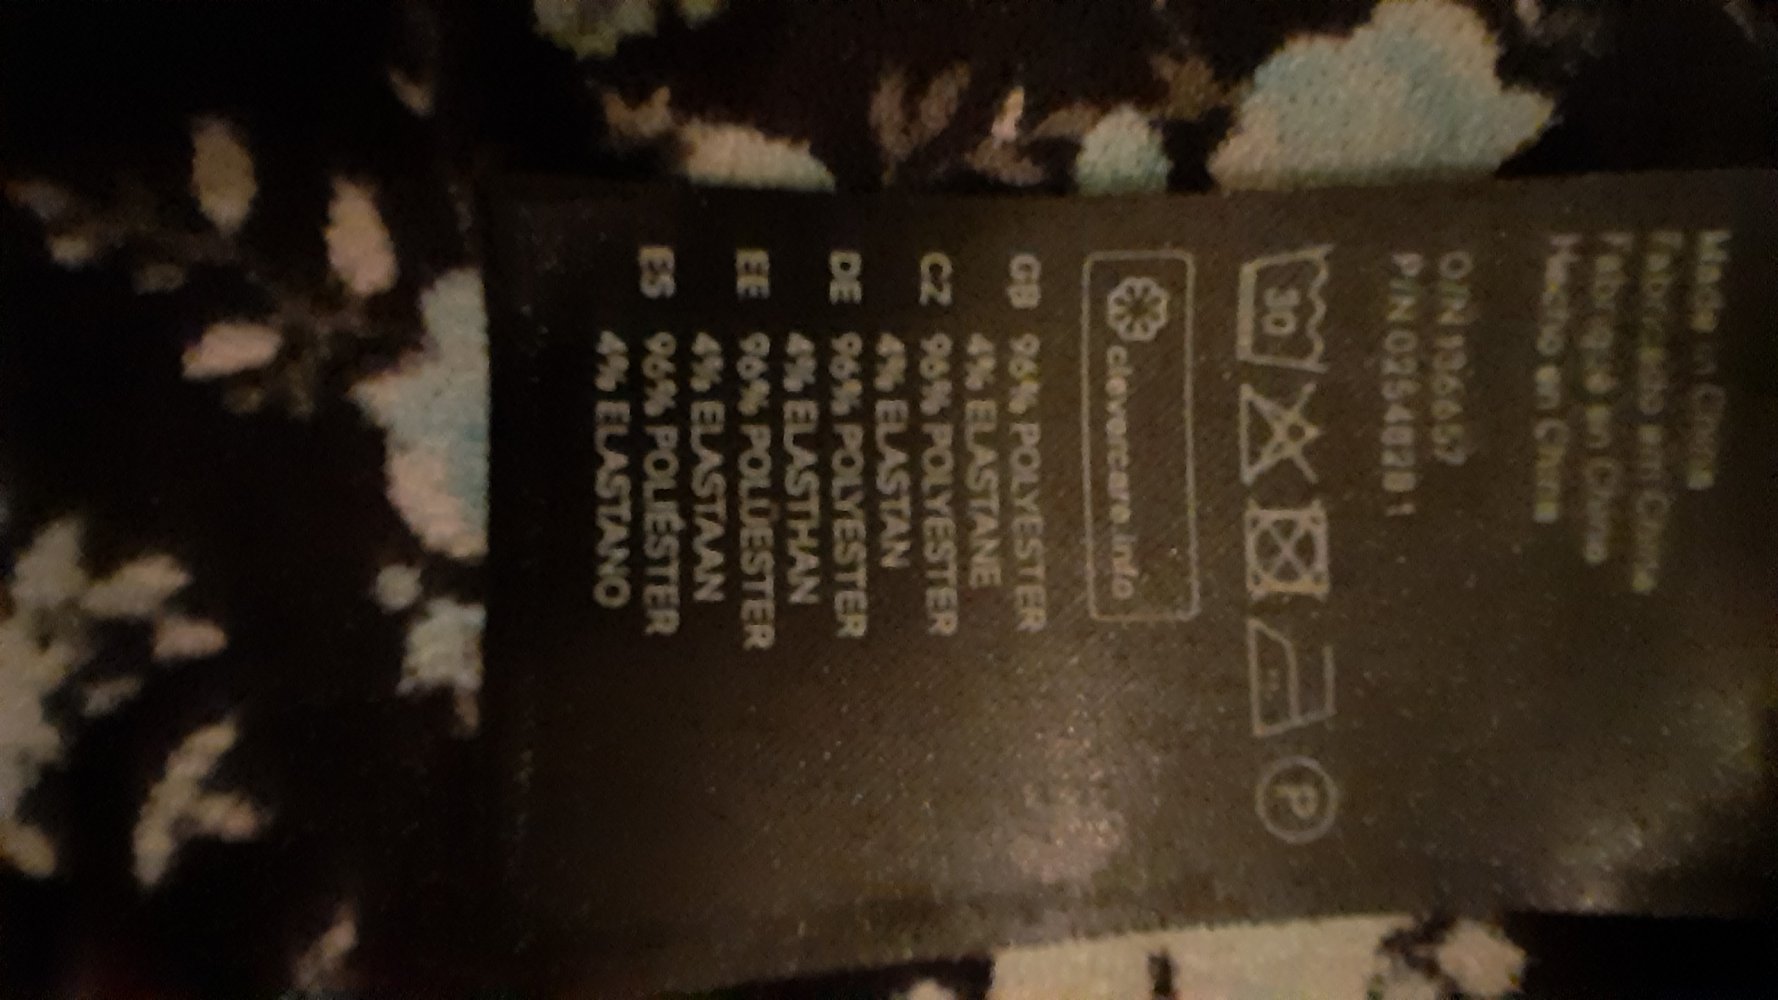 Made in China
Fabricado em China
Fabriqué en Chine
Hecho en China
O/N 1366657
P/N 0254828 1
30
P
clevercare.info
GB 96% POLYESTER
4% ELASTANE
CZ 96% POLYESTER
4% ELASTAN
DE 96% POLYESTER
4% ELASTHAN
EE 96% POLÜESTER
4% ELASTAAN
ES 96% POLIÉSTER
4% ELASTANO